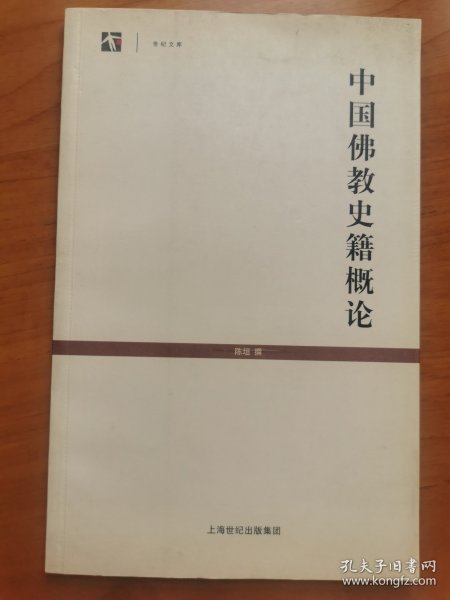 世纪文库
中国佛教史籍概论
陈垣 撰
上海世纪出版集团
孔夫子旧书网
www.kongfz.com